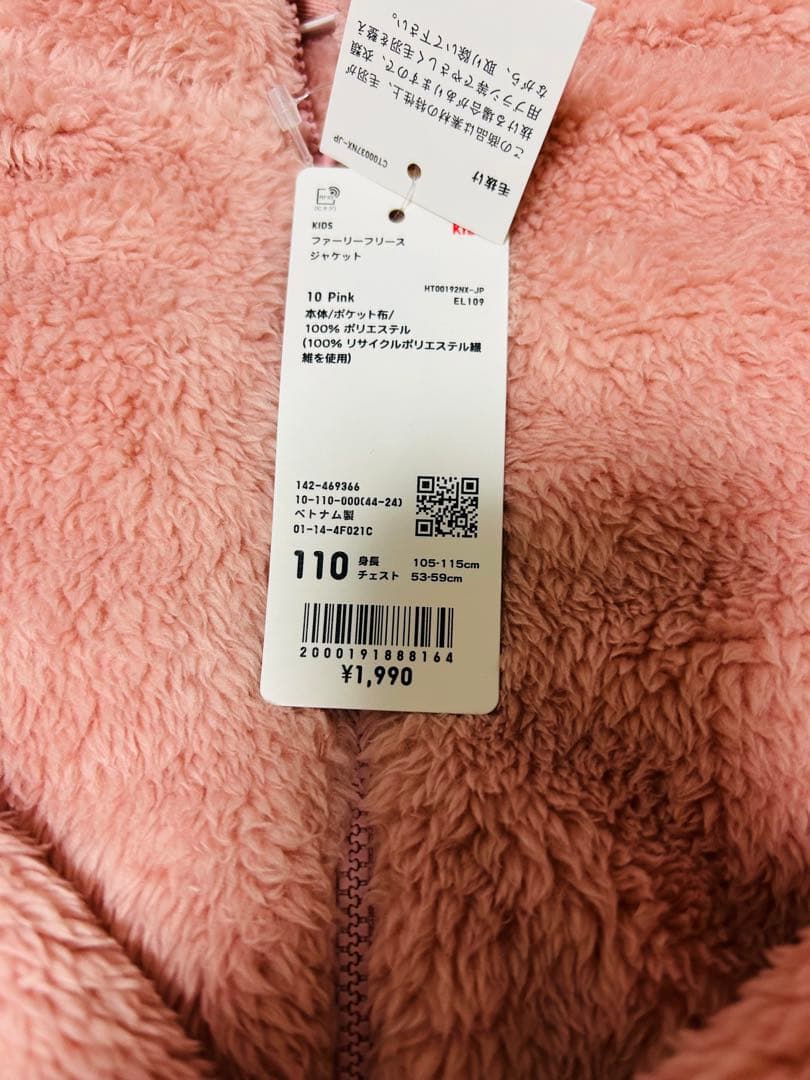 毛抜け
この商品は素材の特性上、毛羽が
抜ける場合がありますので、衣類
用ブラシ等でやさしく毛羽を整え
ながら、取り除いて下さい。
CT00037NX-JP
KIDS
ファーリーフリース
ジャケット
HT00192NX-JP
10 Pink
EL109
本体/ポケット布/
100% ポリエステル
(100% リサイクルポリエステル繊
維を使用)
142-469366
10-110-000(44-24)
ベトナム製
01-14-4F021C
110 身長 105-115cm
チェスト 53-59cm
2000191888164
¥1,990